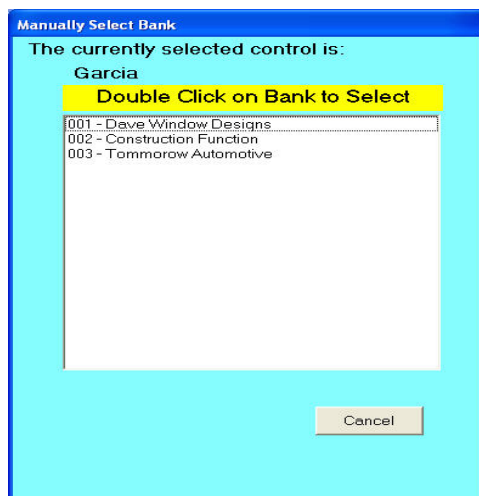 Manually Select Bank
The currently selected control is:
Garcia
Double Click on Bank to Select
001 - Dave Window Designs
002 - Construction Function
003 - Tommorow Automotive
Cancel